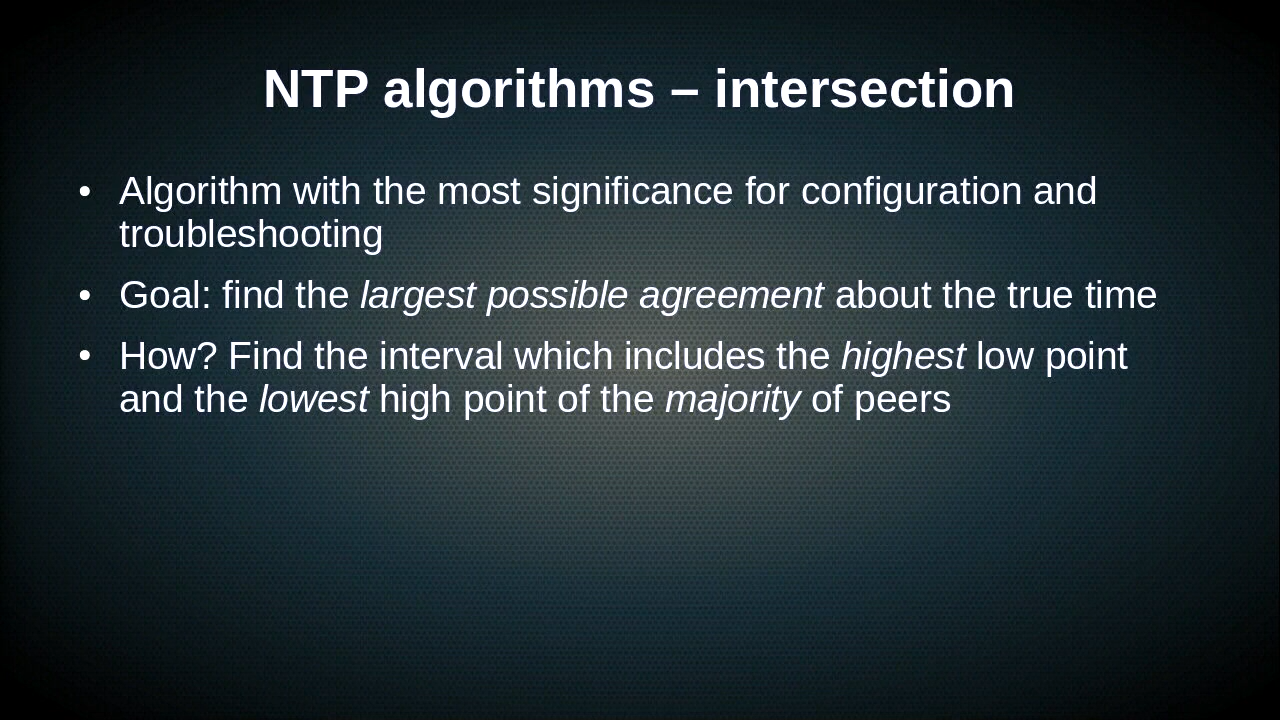 NTP algorithms – intersection
• Algorithm with the most significance for configuration and
troubleshooting
• Goal: find the largest possible agreement about the true time
• How? Find the interval which includes the highest low point
and the lowest high point of the majority of peers